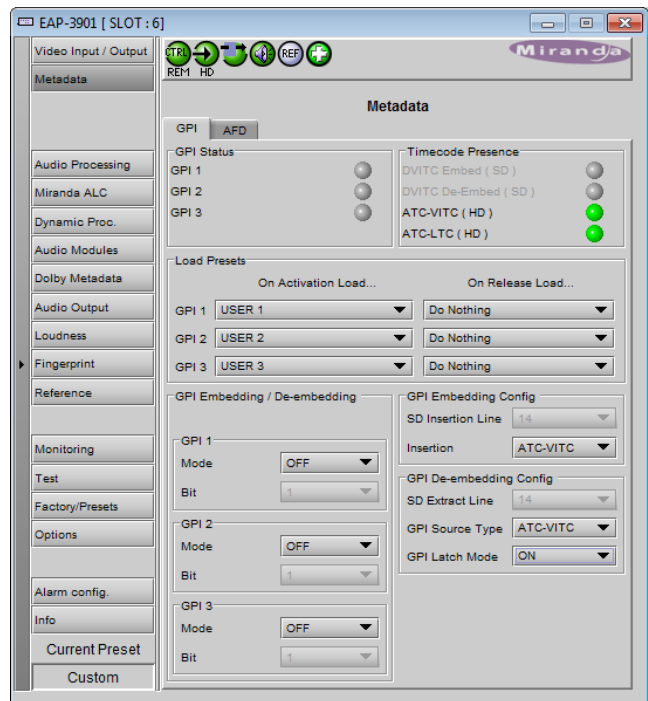 EAP-3901 [ SLOT : 6]
Video Input / Output
Metadata
Audio Processing
Miranda ALC
Dynamic Proc.
Audio Modules
Dolby Metadata
Audio Output
Loudness
Fingerprint
Reference
Monitoring
Test
Factory/Presets
Options
Alarm config.
Info
Current Preset
Custom
CTRL
REF
REM HD
Miranda
Metadata
GPI AFD
GPI Status
GPI 1
GPI 2
GPI 3
Timecode Presence
DVITC Embed ( SD )
DVITC De-Embed ( SD )
ATC-VITC ( HD )
ATC-LTC ( HD )
Load Presets
On Activation Load... On Release Load...
GPI 1 USER 1 Do Nothing
GPI 2 USER 2 Do Nothing
GPI 3 USER 3 Do Nothing
GPI Embedding / De-embedding
GPI 1
Mode OFF
Bit 1
GPI 2
Mode OFF
Bit 1
GPI 3
Mode OFF
Bit 1
GPI Embedding Config
SD Insertion Line 14
Insertion ATC-VITC
GPI De-embedding Config
SD Extract Line 14
GPI Source Type ATC-VITC
GPI Latch Mode ON